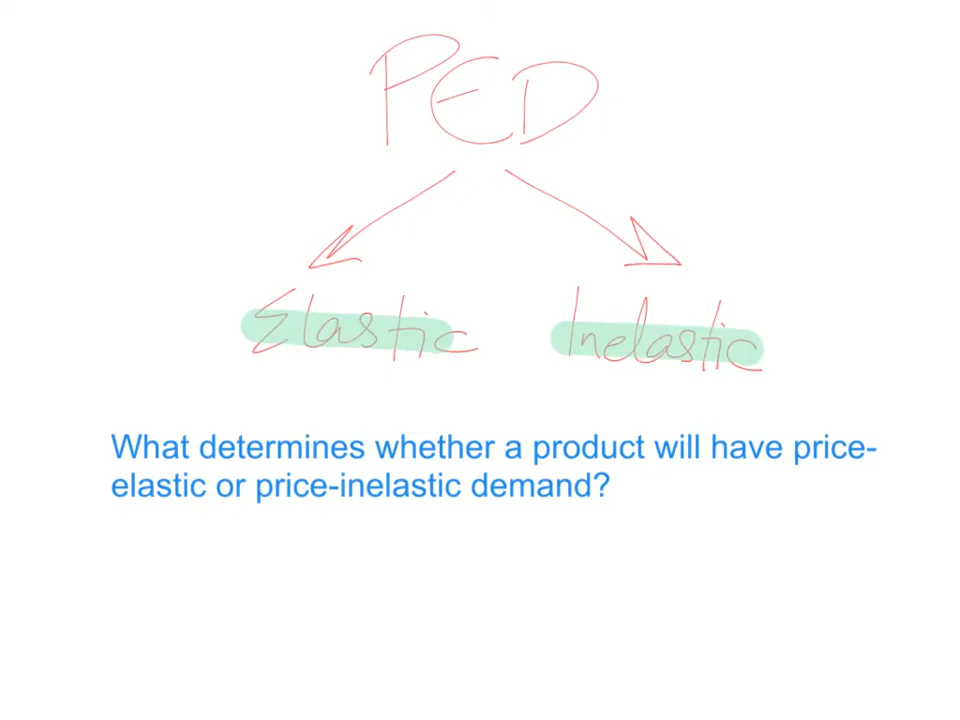 PED
Elastic Inelastic
What determines whether a product will have price-
elastic or price-inelastic demand?